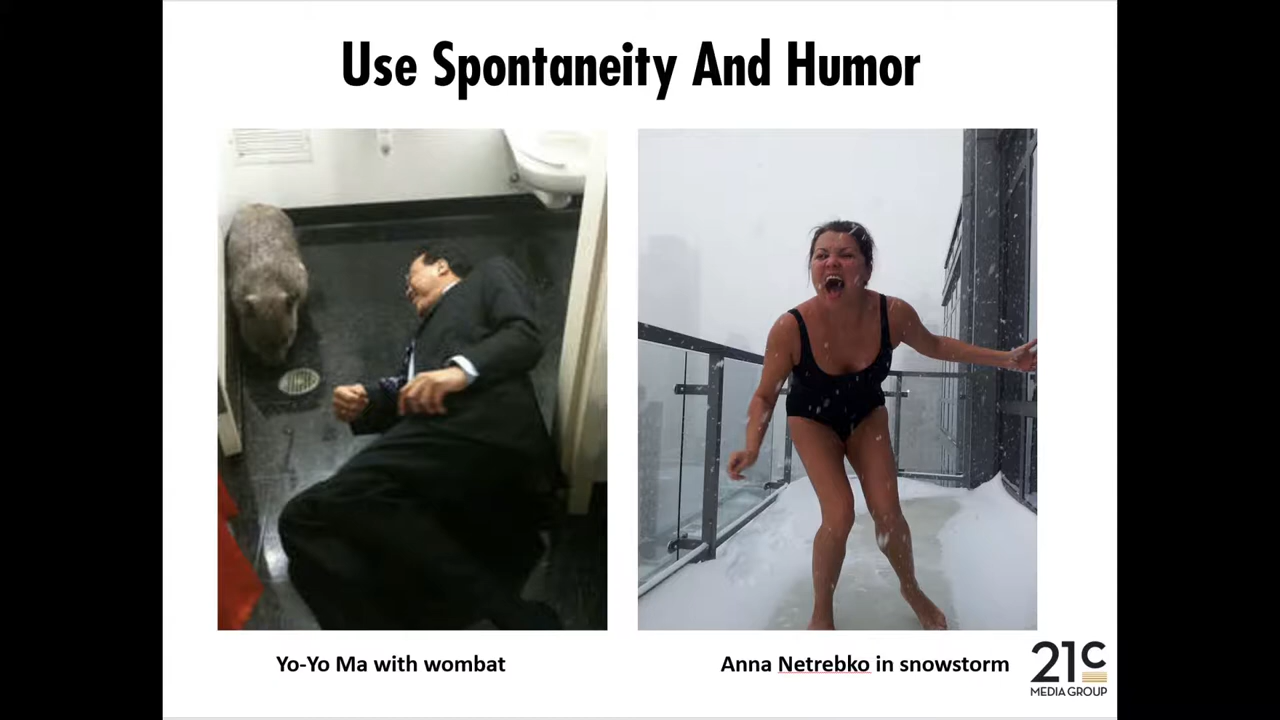 Use Spontaneity And Humor
Yo-Yo Ma with wombat
Anna Netrebko in snowstorm
21C
MEDIA GROUP